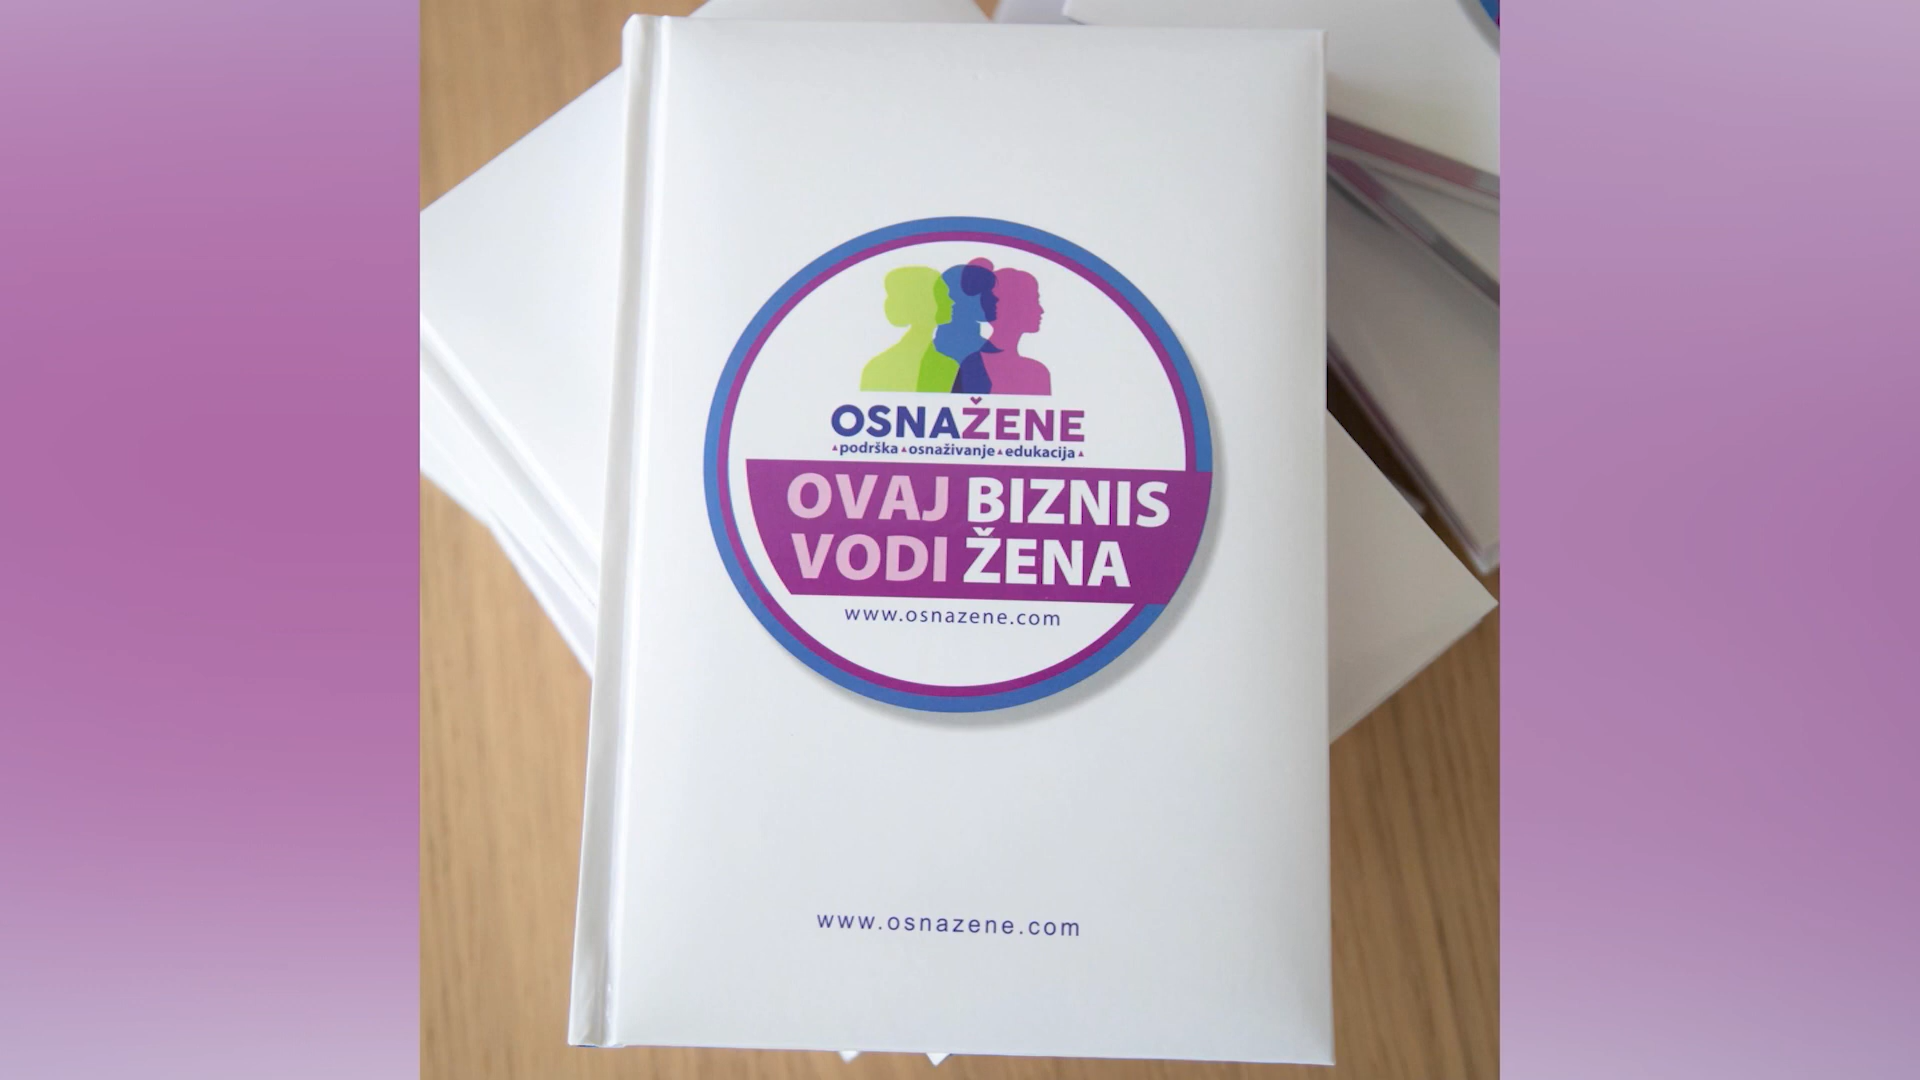 OSNAŽENE
podrška osnaživanje edukacija
OVAJ BIZNIS
VODI ŽENA
www.osnazene.com
www.osnazene.com